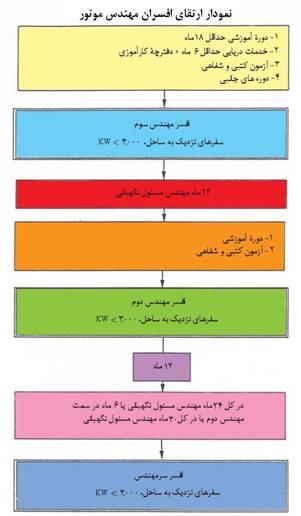 نمودار ارتقای افسران مهندس موتور
۱- دورهٔ آموزشی حداقل ۱۸ ماه
۲- خدمات دریایی حداقل ۶ ماه + دفترچهٔ کارآموزی
۳- آزمون کتبی و شفاهی
۴- دوره های جلبی
فسر مهندس سوم
سفرهای نزدیک به ساحل، KW < ۳,۰۰۰
۱۲ ماه مهندس مسئول نگهبانی
۱- دورهٔ آموزشی
۲- آزمون کتبی و شفاهی
فسر مهندس دوم
سفرهای نزدیک به ساحل، KW < ۳,۰۰۰
۱۲ ماه
در کل ۲۴ ماه مهندس مسئول نگهبانی یا ۶ ماه در سمت
مهندس دوم یا در کل ۳۰ ماه مهندس مسئول نگهبانی
فسر سرمهندس
سفرهای نزدیک به ساحل، KW < ۳,۰۰۰